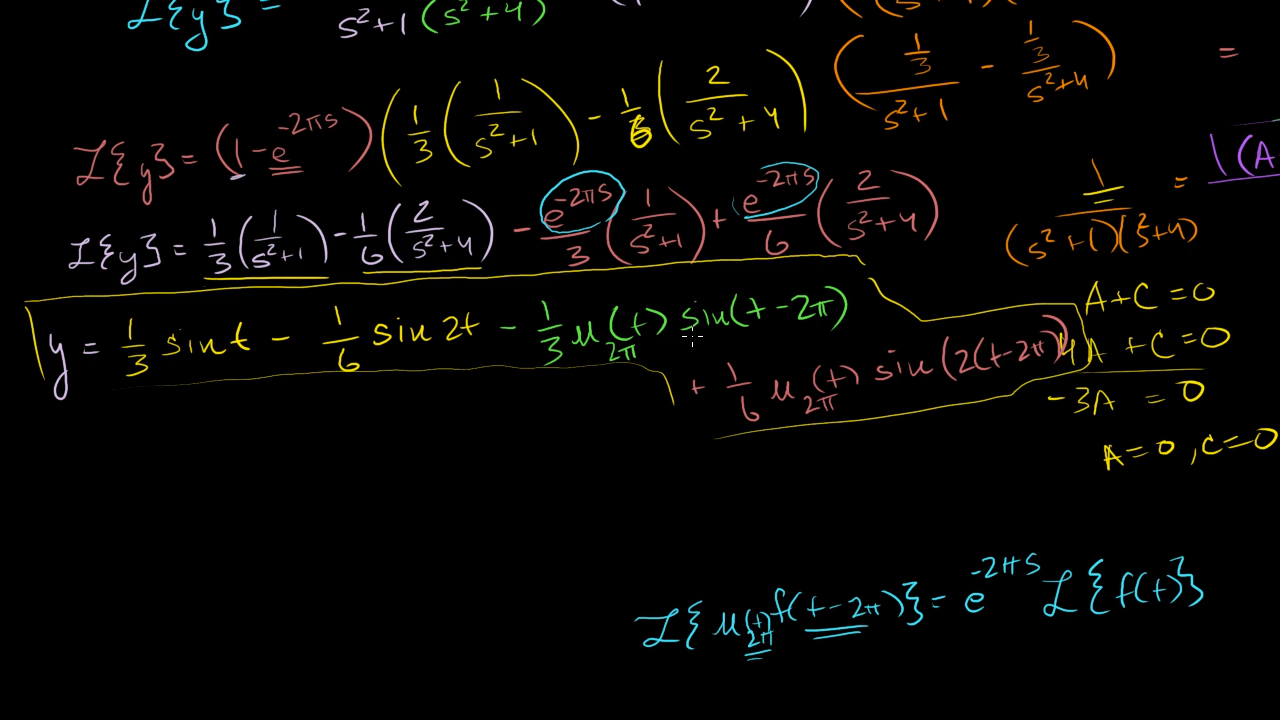 ℒ{y} =
s²+1 (s²+4)
ℒ{y} = (1 - e^{-2πs}) (1/3 (1/(s²+1)) - 1/6 (2/(s²+4))) ((1/3)/(s²+1) - (1/3)/(s²+4)) =
ℒ{y} = 1/3 (1/(s²+1)) - 1/6 (2/(s²+4)) - e^{-2πs}/3 (1/(s²+1)) + e^{-2πs}/6 (2/(s²+4))
1/((s²+1)(s²+4)) = 1(A
y = 1/3 sin t - 1/6 sin 2t - 1/3 u_{2π}(t) sin(t-2π)
+ 1/6 u_{2π}(t) sin(2(t-2π))
A+C=0
4A+C=0
-3A = 0
A=0, C=0
ℒ{u_{2π}(t) f(t-2π)} = e^{-2πs} ℒ{f(t)}